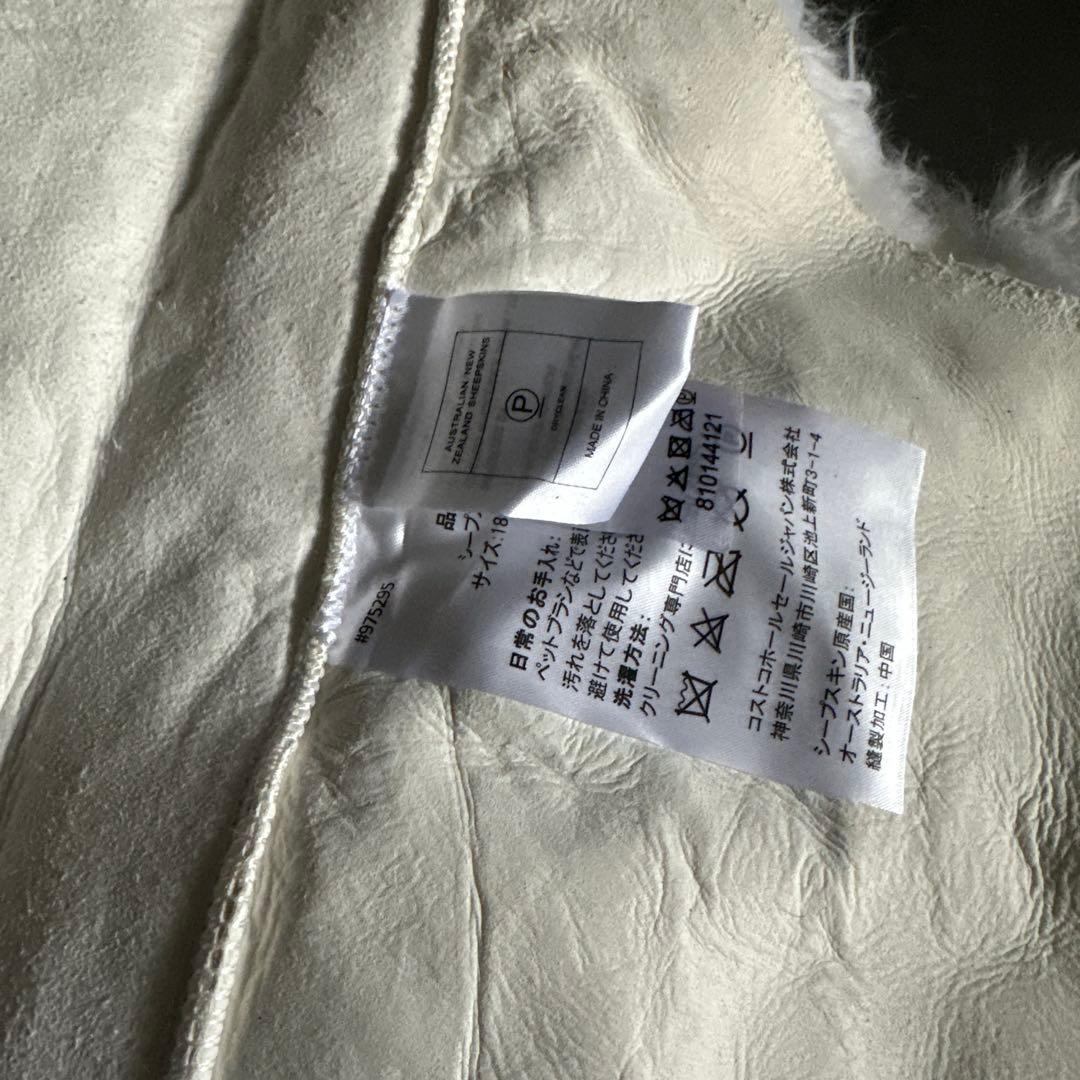 AUSTRALIAN NEW
ZEALAND SHEEPSKINS
P
DRYCLEAN
MADE IN CHINA
#975295
品
シープ
サイズ:18
日常のお手入れ:
ペットブラシなどで表
汚れを落としてくださ
避けて使用してくださ
洗濯方法:
クリーニング専門店に
810144121
コストコホールセールジャパン株式会社
神奈川県川崎市川崎区池上新町3-1-4
シープスキン原産国:
オーストラリア・ニュージーランド
縫製加工: 中国